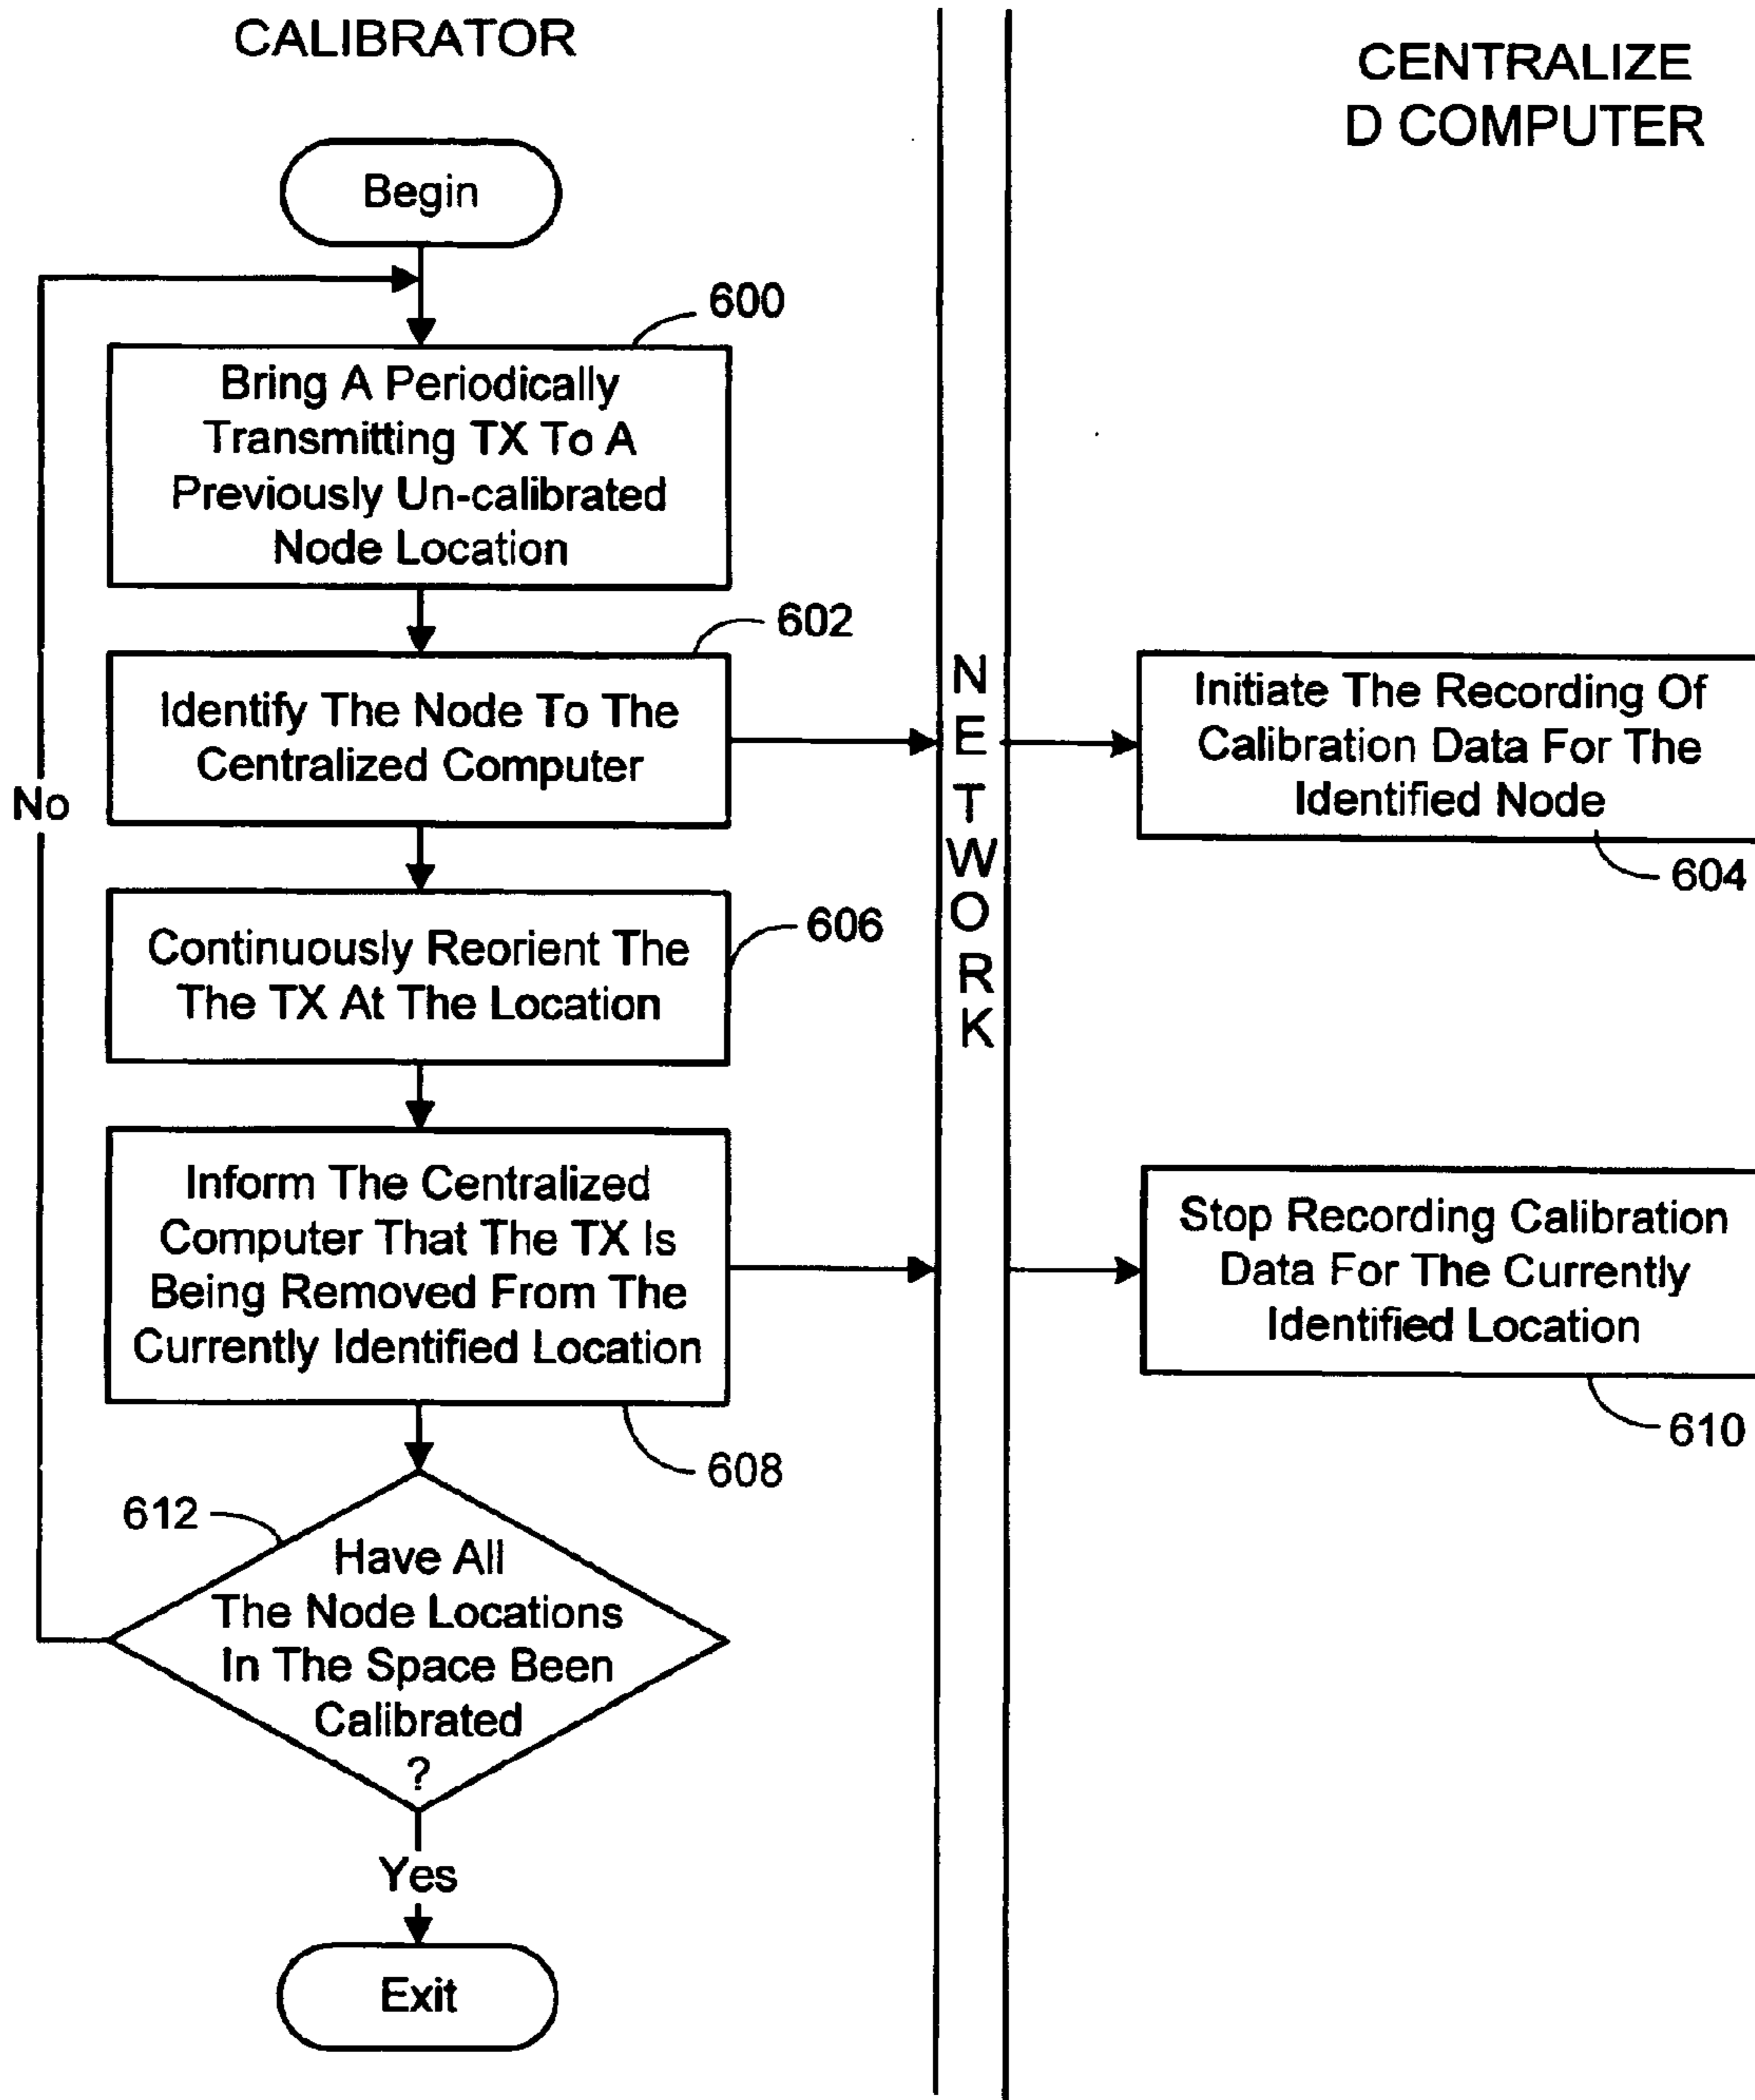 CALIBRATOR
CENTRALIZE
D COMPUTER
Begin
600
Bring A Periodically
Transmitting TX To A
Previously Un-calibrated
Node Location
602
Identify The Node To The
Centralized Computer
No
N
E
T
W
O
R
K
Initiate The Recording Of
Calibration Data For The
Identified Node
604
606
Continuously Reorient The
The TX At The Location
Inform The Centralized
Computer That The TX Is
Being Removed From The
Currently Identified Location
608
Stop Recording Calibration
Data For The Currently
Identified Location
610
612
Have All
The Node Locations
In The Space Been
Calibrated
?
Yes
Exit